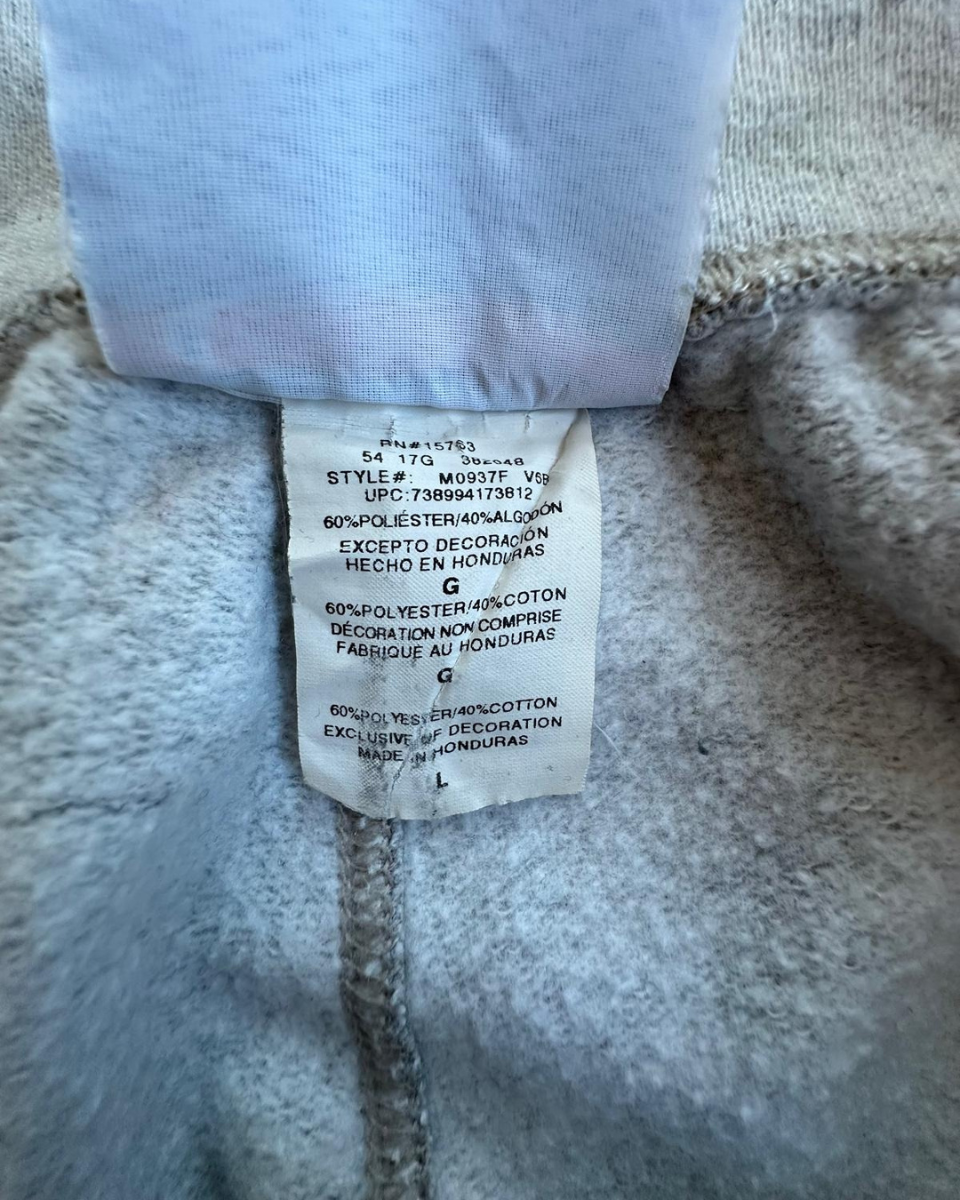 RN#15763
54 17G 382648
STYLE#: M0937F V6B
UPC:738994173812
60%POLIÉSTER/40%ALGODÓN
EXCEPTO DECORACIÓN
HECHO EN HONDURAS
G
60%POLYESTER/40%COTON
DÉCORATION NON COMPRISE
FABRIQUÉ AU HONDURAS
G
60%POLYESTER/40%COTTON
EXCLUSIVE OF DECORATION
MADE IN HONDURAS
L